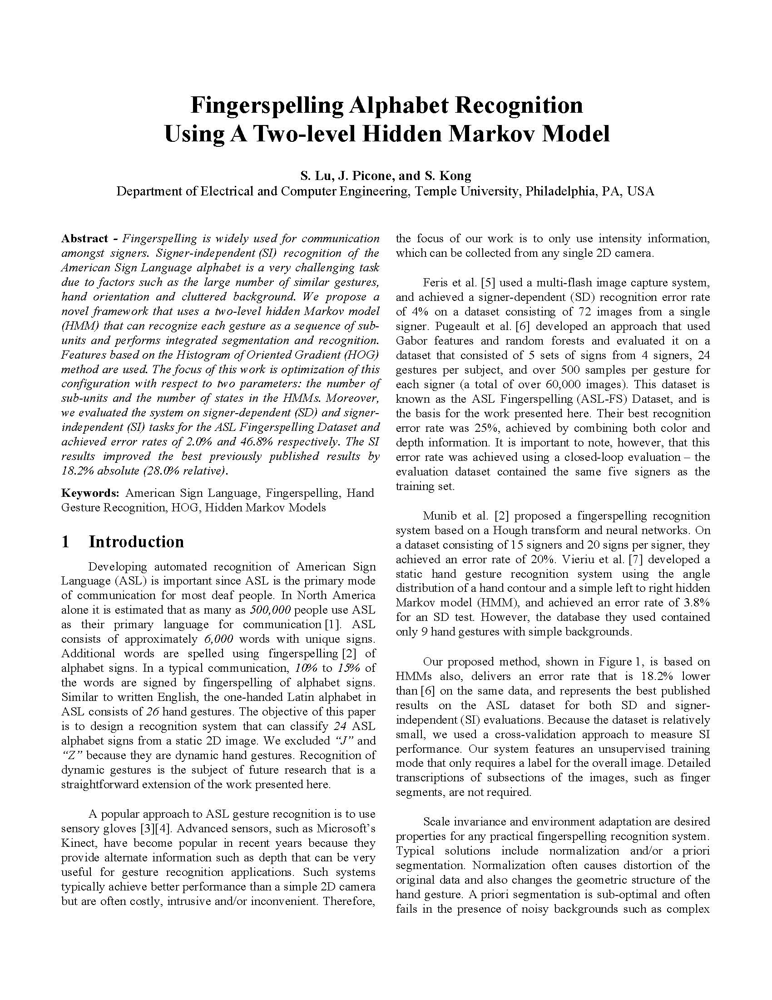 Fingerspelling Alphabet Recognition
Using A Two-level Hidden Markov Model
S. Lu, J. Picone, and S. Kong
Department of Electrical and Computer Engineering, Temple University, Philadelphia, PA, USA
Abstract - Fingerspelling is widely used for communication
amongst signers. Signer-independent (SI) recognition of the
American Sign Language alphabet is a very challenging task
due to factors such as the large number of similar gestures,
hand orientation and cluttered background. We propose a
novel framework that uses a two-level hidden Markov model
(HMM) that can recognize each gesture as a sequence of sub-
units and performs integrated segmentation and recognition.
Features based on the Histogram of Oriented Gradient (HOG)
method are used. The focus of this work is optimization of this
configuration with respect to two parameters: the number of
sub-units and the number of states in the HMMs. Moreover,
we evaluated the system on signer-dependent (SD) and signer-
independent (SI) tasks for the ASL Fingerspelling Dataset and
achieved error rates of 2.0% and 46.8% respectively. The SI
results improved the best previously published results by
18.2% absolute (28.0% relative).
Keywords: American Sign Language, Fingerspelling, Hand
Gesture Recognition, HOG, Hidden Markov Models
1 Introduction
Developing automated recognition of American Sign
Language (ASL) is important since ASL is the primary mode
of communication for most deaf people. In North America
alone it is estimated that as many as 500,000 people use ASL
as their primary language for communication [1]. ASL
consists of approximately 6,000 words with unique signs.
Additional words are spelled using fingerspelling [2] of
alphabet signs. In a typical communication, 10% to 15% of
the words are signed by fingerspelling of alphabet signs.
Similar to written English, the one-handed Latin alphabet in
ASL consists of 26 hand gestures. The objective of this paper
is to design a recognition system that can classify 24 ASL
alphabet signs from a static 2D image. We excluded “J” and
“Z” because they are dynamic hand gestures. Recognition of
dynamic gestures is the subject of future research that is a
straightforward extension of the work presented here.
A popular approach to ASL gesture recognition is to use
sensory gloves [3][4]. Advanced sensors, such as Microsoft’s
Kinect, have become popular in recent years because they
provide alternate information such as depth that can be very
useful for gesture recognition applications. Such systems
typically achieve better performance than a simple 2D camera
but are often costly, intrusive and/or inconvenient. Therefore,
the focus of our work is to only use intensity information,
which can be collected from any single 2D camera.
Feris et al. [5] used a multi-flash image capture system,
and achieved a signer-dependent (SD) recognition error rate
of 4% on a dataset consisting of 72 images from a single
signer. Pugeault et al. [6] developed an approach that used
Gabor features and random forests and evaluated it on a
dataset that consisted of 5 sets of signs from 4 signers, 24
gestures per subject, and over 500 samples per gesture for
each signer (a total of over 60,000 images). This dataset is
known as the ASL Fingerspelling (ASL-FS) Dataset, and is
the basis for the work presented here. Their best recognition
error rate was 25%, achieved by combining both color and
depth information. It is important to note, however, that this
error rate was achieved using a closed-loop evaluation – the
evaluation dataset contained the same five signers as the
training set.
Munib et al. [2] proposed a fingerspelling recognition
system based on a Hough transform and neural networks. On
a dataset consisting of 15 signers and 20 signs per signer, they
achieved an error rate of 20%. Vieriu et al. [7] developed a
static hand gesture recognition system using the angle
distribution of a hand contour and a simple left to right hidden
Markov model (HMM), and achieved an error rate of 3.8%
for an SD test. However, the database they used contained
only 9 hand gestures with simple backgrounds.
Our proposed method, shown in Figure 1, is based on
HMMs also, delivers an error rate that is 18.2% lower
than [6] on the same data, and represents the best published
results on the ASL dataset for both SD and signer-
independent (SI) evaluations. Because the dataset is relatively
small, we used a cross-validation approach to measure SI
performance. Our system features an unsupervised training
mode that only requires a label for the overall image. Detailed
transcriptions of subsections of the images, such as finger
segments, are not required.
Scale invariance and environment adaptation are desired
properties for any practical fingerspelling recognition system.
Typical solutions include normalization and/or a priori
segmentation. Normalization often causes distortion of the
original data and also changes the geometric structure of the
hand gesture. A priori segmentation is sub-optimal and often
fails in the presence of noisy backgrounds such as complex